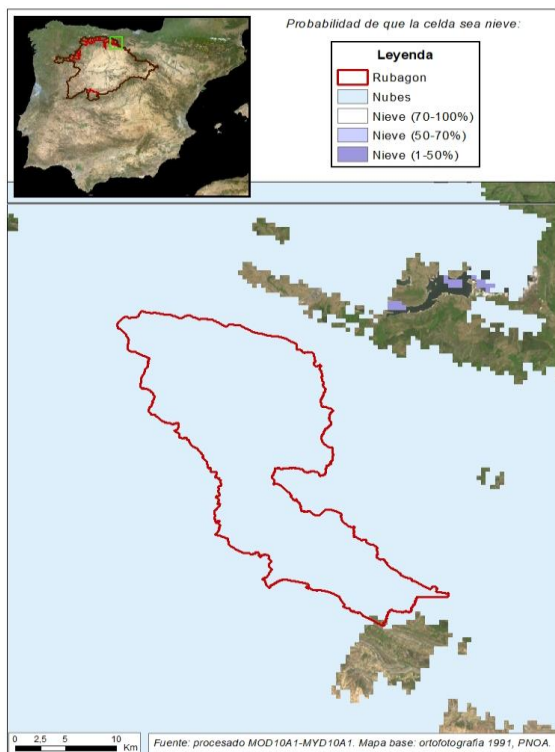 Probabilidad de que la celda sea nieve:
Leyenda
Rubagon
Nubes
Nieve (70-100%)
Nieve (50-70%)
Nieve (1-50%)
0 2,5 5 10
Km
Fuente: procesado MOD10A1-MYD10A1. Mapa base: ortofotografía 1991, PNOA